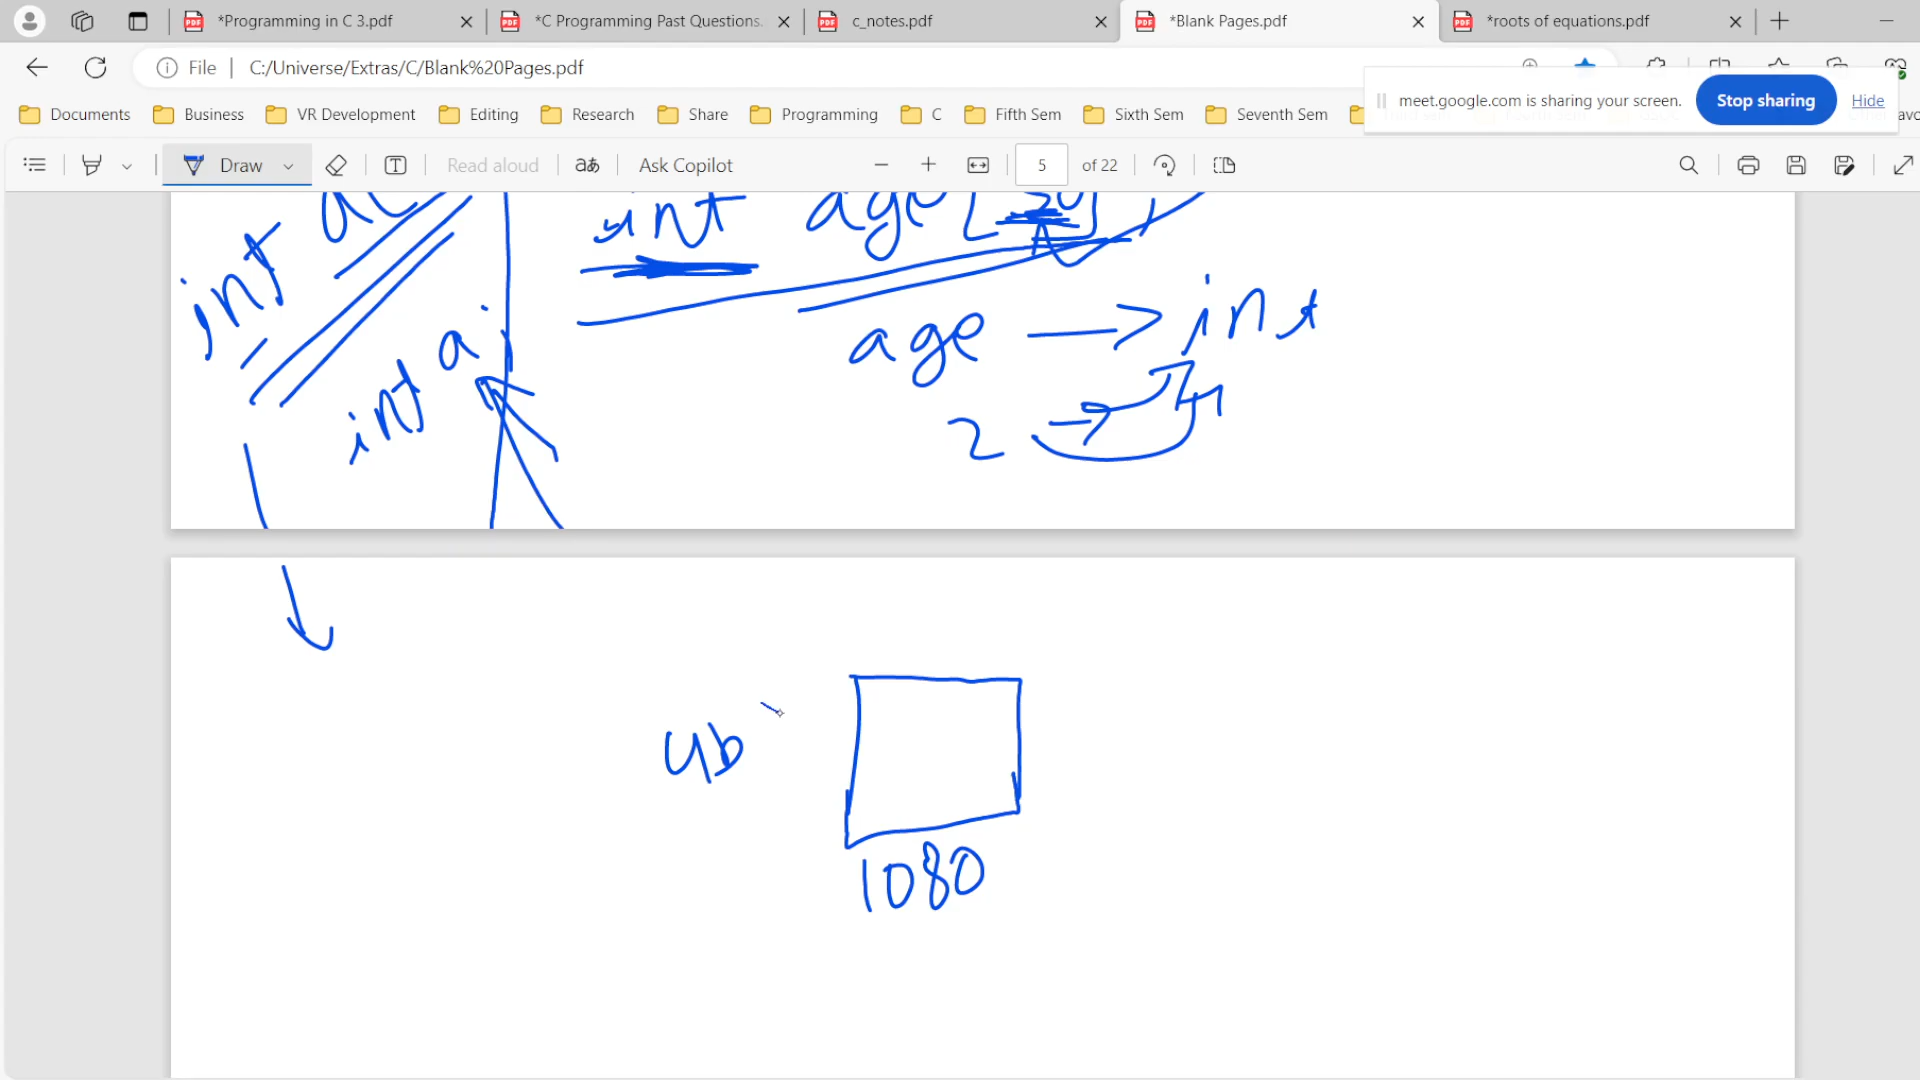 *Programming in C 3.pdf
*C Programming Past Questions.
c_notes.pdf
*Blank Pages.pdf
*roots of equations.pdf
File
C:/Universe/Extras/C/Blank%20Pages.pdf
meet.google.com is sharing your screen.
Stop sharing
Hide
Documents
Business
VR Development
Editing
Research
Share
Programming
C
Fifth Sem
Sixth Sem
Seventh Sem
Draw
Read aloud
aあ
Ask Copilot
5
of 22
int
int age[
age → int
int a;
2 → 4
4b
1080